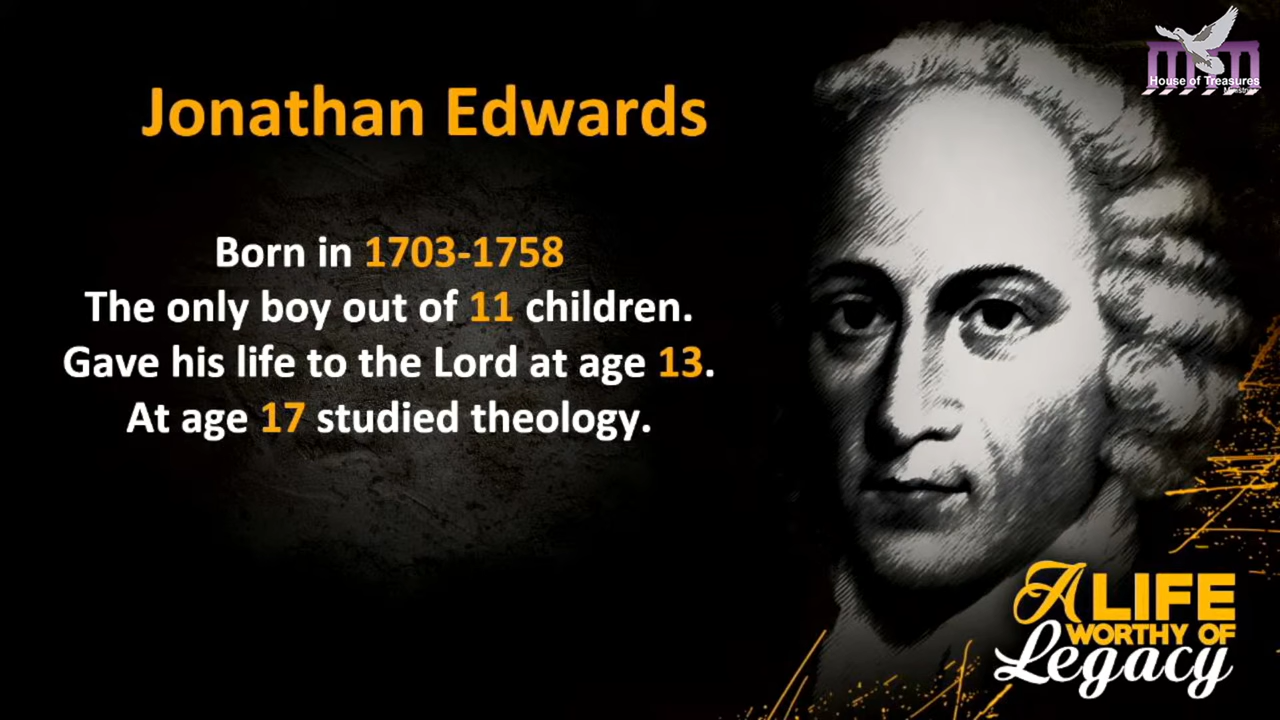 Jonathan Edwards
House of Treasures
Ministries
Born in 1703-1758
The only boy out of 11 children.
Gave his life to the Lord at age 13.
At age 17 studied theology.
A LIFE
WORTHY OF
Legacy